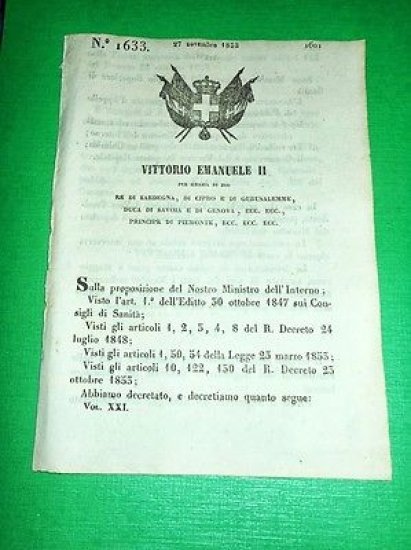 N.° 1633. 27 novembre 1853 1601
VITTORIO EMANUELE II
PER GRAZIA DI DIO
RE DI SARDEGNA, DI CIPRO E DI GERUSALEMME,
DUCA DI SAVOIA E DI GENOVA, ECC. ECC.,
PRINCIPE DI PIEMONTE, ECC. ECC. ECC.
Sulla proposizione del Nostro Ministro dell'Interno;
Visto l'art. 1.° dell'Editto 30 ottobre 1847 sui Con-
sigli di Sanità;
Visti gli articoli 1, 2, 3, 4, 8 del R. Decreto 24
luglio 1848;
Visti gli articoli 1, 50, 54 della Legge 23 marzo 1853;
Visti gli articoli 10, 122, 130 del R. Decreto 23
ottobre 1853;
Abbiamo decretato, e decretiamo quanto segue:
Vol. XXI.